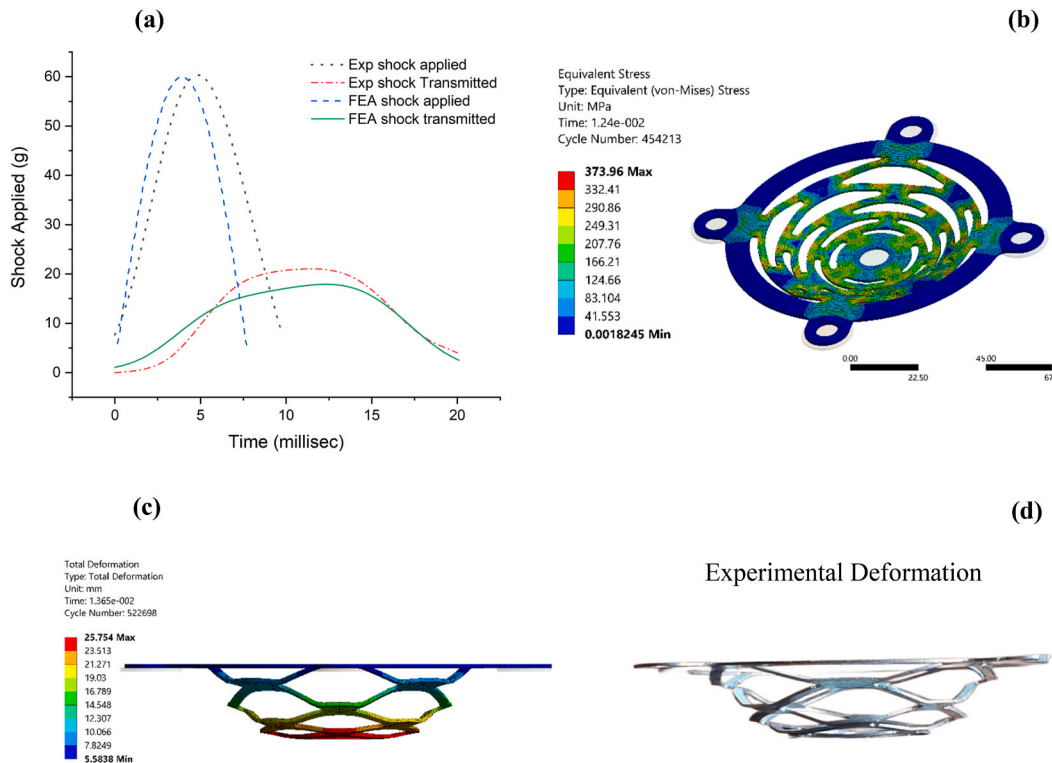 (a)
60
50
40
30
20
10
0
Shock Applied (g)
Exp shock applied
Exp shock Transmitted
FEA shock applied
FEA shock transmitted
0 5 10 15 20
Time (millisec)
(b)
Equivalent Stress
Type: Equivalent (von-Mises) Stress
Unit: MPa
Time: 1.24e-002
Cycle Number: 454213
373.96 Max
332.41
290.86
249.31
207.76
166.21
124.66
83.104
41.553
0.0018245 Min
0.00 45.00
22.50 67
(c)
Total Deformation
Type: Total Deformation
Unit: mm
Time: 1.365e-002
Cycle Number: 522698
25.754 Max
23.513
21.271
19.03
16.789
14.548
12.307
10.066
7.8249
5.5838 Min
(d)
Experimental Deformation